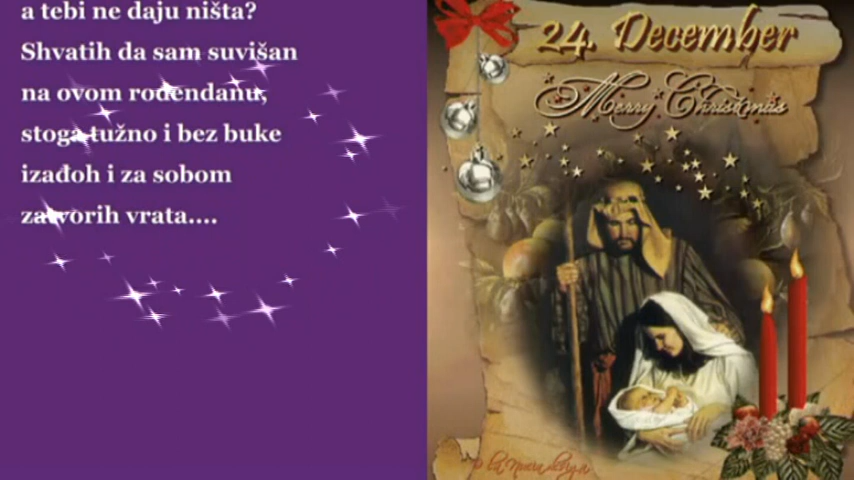 a tebi ne daju ništa?
Shvatih da sam suvišan
na ovom rođendanu,
stoga tužno i bez buke
izađoh i za sobom
zatvorih vrata....
24. December
Merry Christmas